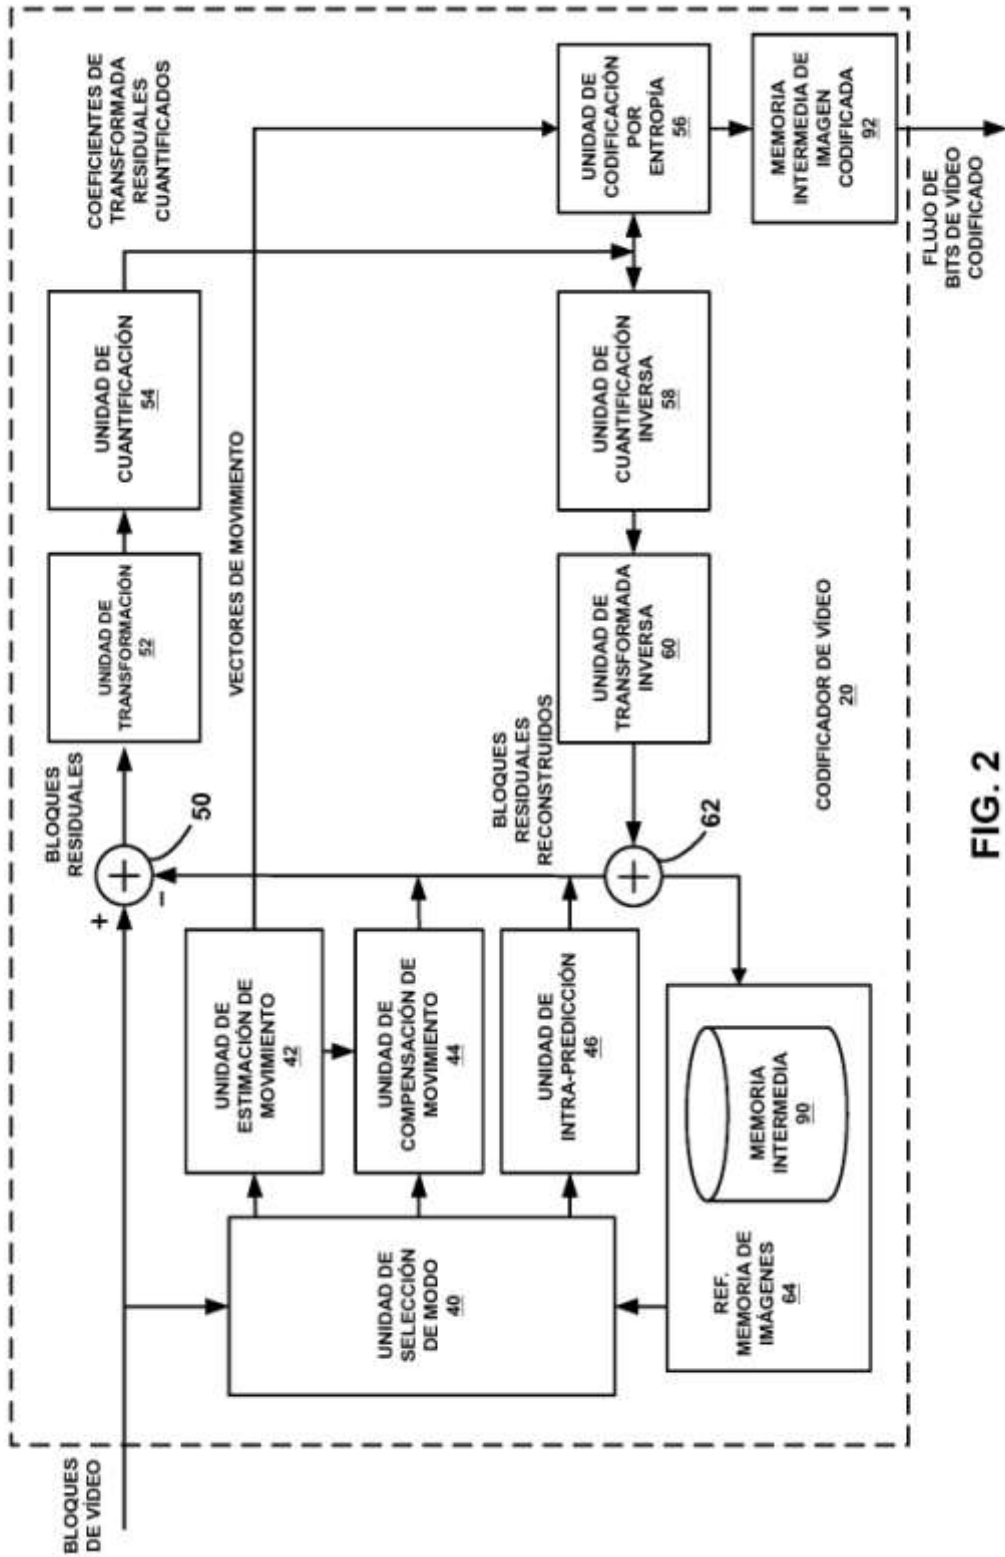 BLOQUES
DE VÍDEO
+
−
50
BLOQUES
RESIDUALES
UNIDAD DE
TRANSFORMACIÓN
52
UNIDAD DE
CUANTIFICACIÓN
54
COEFICIENTES DE
TRANSFORMADA
RESIDUALES
CUANTIFICADOS
VECTORES DE MOVIMIENTO
UNIDAD DE
SELECCIÓN
DE MODO
40
UNIDAD DE
ESTIMACIÓN DE
MOVIMIENTO
42
UNIDAD DE
COMPENSACIÓN DE
MOVIMIENTO
44
UNIDAD DE
INTRA-PREDICCIÓN
46
BLOQUES
RESIDUALES
RECONSTRUIDOS
62
UNIDAD DE
TRANSFORMADA
INVERSA
60
UNIDAD DE
CUANTIFICACIÓN
INVERSA
58
UNIDAD DE
CODIFICACIÓN
POR
ENTROPÍA
56
MEMORIA
INTERMEDIA DE
IMAGEN
CODIFICADA
92
REF.
MEMORIA DE
IMÁGENES
64
MEMORIA
INTERMEDIA
90
CODIFICADOR DE VÍDEO
20
FLUJO DE
BITS DE VÍDEO
CODIFICADO
FIG. 2